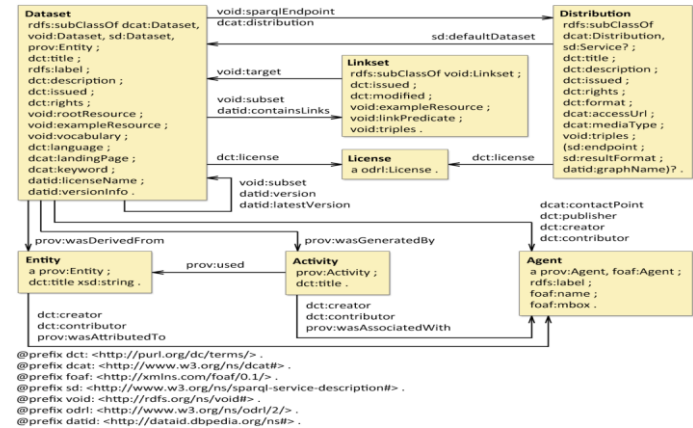 Dataset
rdfs:subClassOf dcat:Dataset,
void:Dataset, sd:Dataset,
prov:Entity ;
dct:title ;
rdfs:label ;
dct:description ;
dct:issued ;
dct:rights ;
void:rootResource ;
void:exampleResource ;
void:vocabulary ;
dct:language ;
dcat:landingPage ;
dcat:keyword ;
datid:licenseName ;
datid:versionInfo .
void:sparqlEndpoint
dcat:distribution
sd:defaultDataset
void:target
void:subset
datid:containsLinks
Linkset
rdfs:subClassOf void:Linkset ;
dct:issued ;
dct:modified ;
void:exampleResource ;
void:linkPredicate ;
void:triples .
Distribution
rdfs:subClassOf
dcat:Distribution,
sd:Service? ;
dct:title ;
dct:description ;
dct:issued ;
dct:rights ;
dct:format ;
dcat:accessUrl ;
dcat:mediaType ;
void:triples ;
(sd:endpoint ;
sd:resultFormat ;
datid:graphName)? .
dct:license
License
a odrl:License .
dct:license
void:subset
datid:version
datid:latestVersion
dcat:contactPoint
dct:publisher
dct:creator
dct:contributor
prov:wasDerivedFrom
prov:wasGeneratedBy
Entity
a prov:Entity ;
dct:title xsd:string .
prov:used
Activity
prov:Activity ;
dct:title .
Agent
a prov:Agent, foaf:Agent ;
rdfs:label ;
foaf:name ;
foaf:mbox .
dct:creator
dct:contributor
prov:wasAttributedTo
dct:creator
dct:contributor
prov:wasAssociatedWith
@prefix dct: <http://purl.org/dc/terms/> .
@prefix dcat: <http://www.w3.org/ns/dcat#> .
@prefix foaf: <http://xmlns.com/foaf/0.1/> .
@prefix sd: <http://www.w3.org/ns/sparql-service-description#> .
@prefix void: <http://rdfs.org/ns/void#> .
@prefix odrl: <http://www.w3.org/ns/odrl/2/> .
@prefix datid: <http://dataid.dbpedia.org/ns#> .